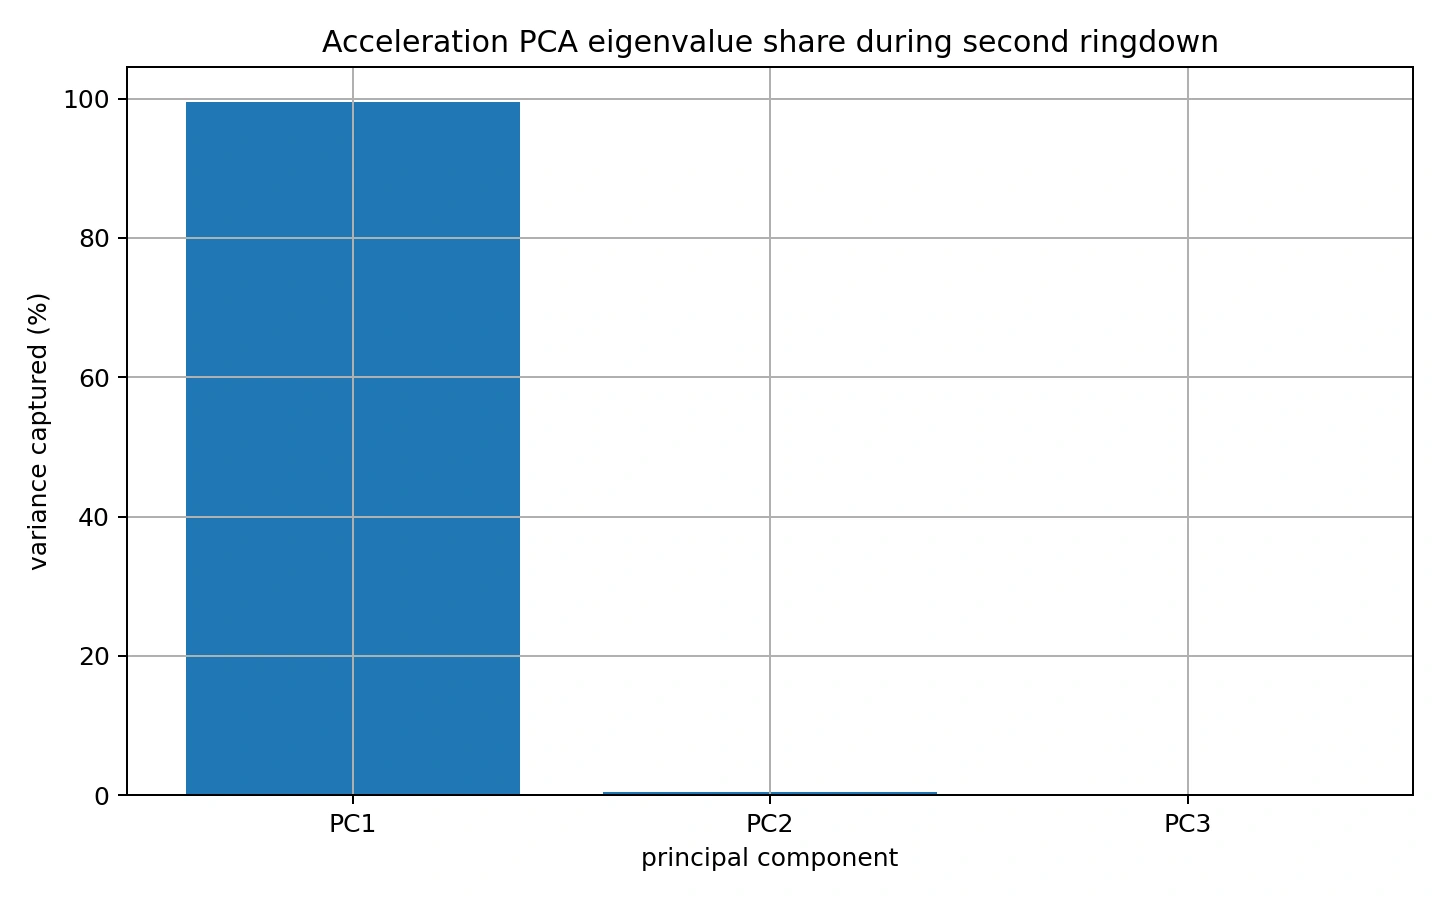 Acceleration PCA eigenvalue share during second ringdown
variance captured (%)
100
80
60
40
20
0
PC1 PC2 PC3
principal component